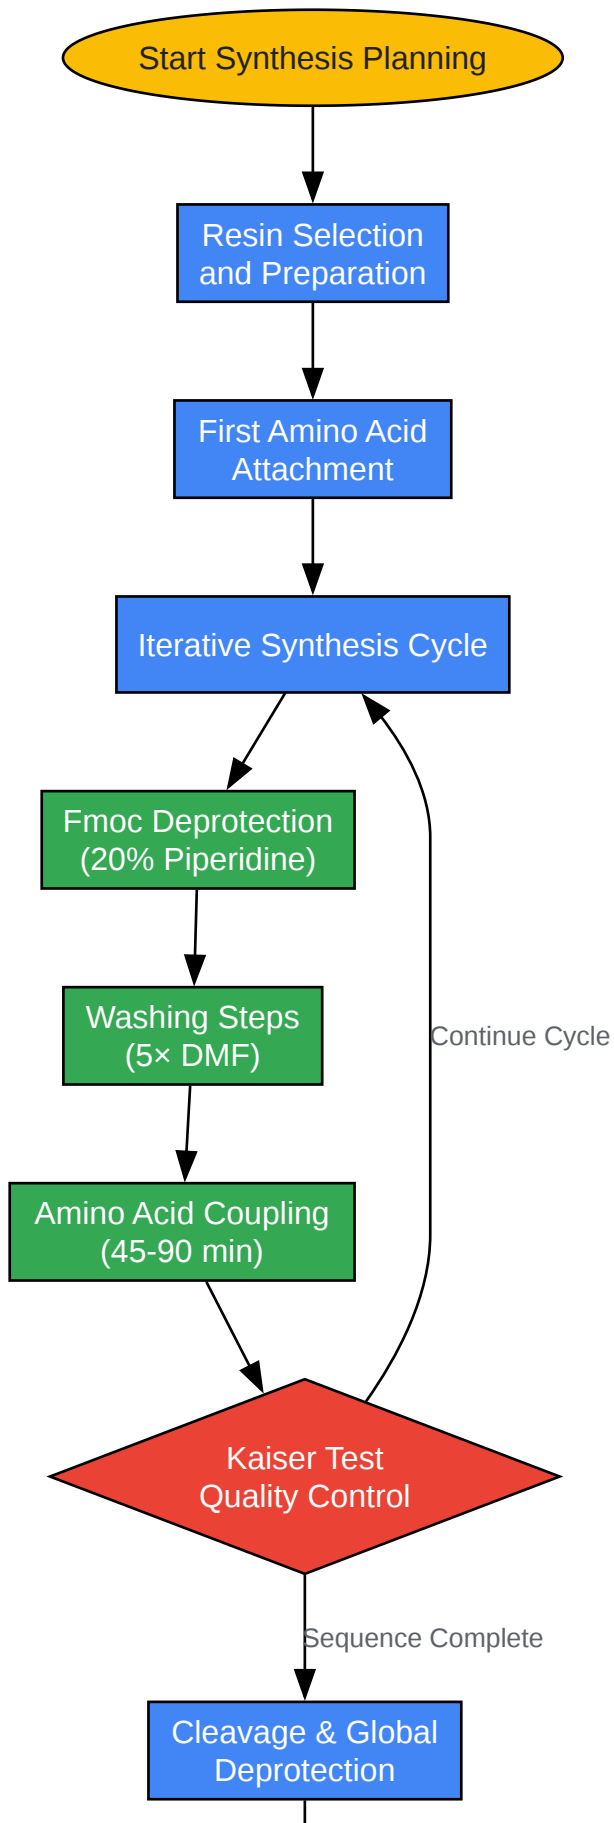 Start Synthesis Planning
Resin Selection
and Preparation
First Amino Acid
Attachment
Iterative Synthesis Cycle
Fmoc Deprotection
(20% Piperidine)
Washing Steps
(5× DMF)
Continue Cycle
Amino Acid Coupling
(45-90 min)
Kaiser Test
Quality Control
Sequence Complete
Cleavage & Global
Deprotection